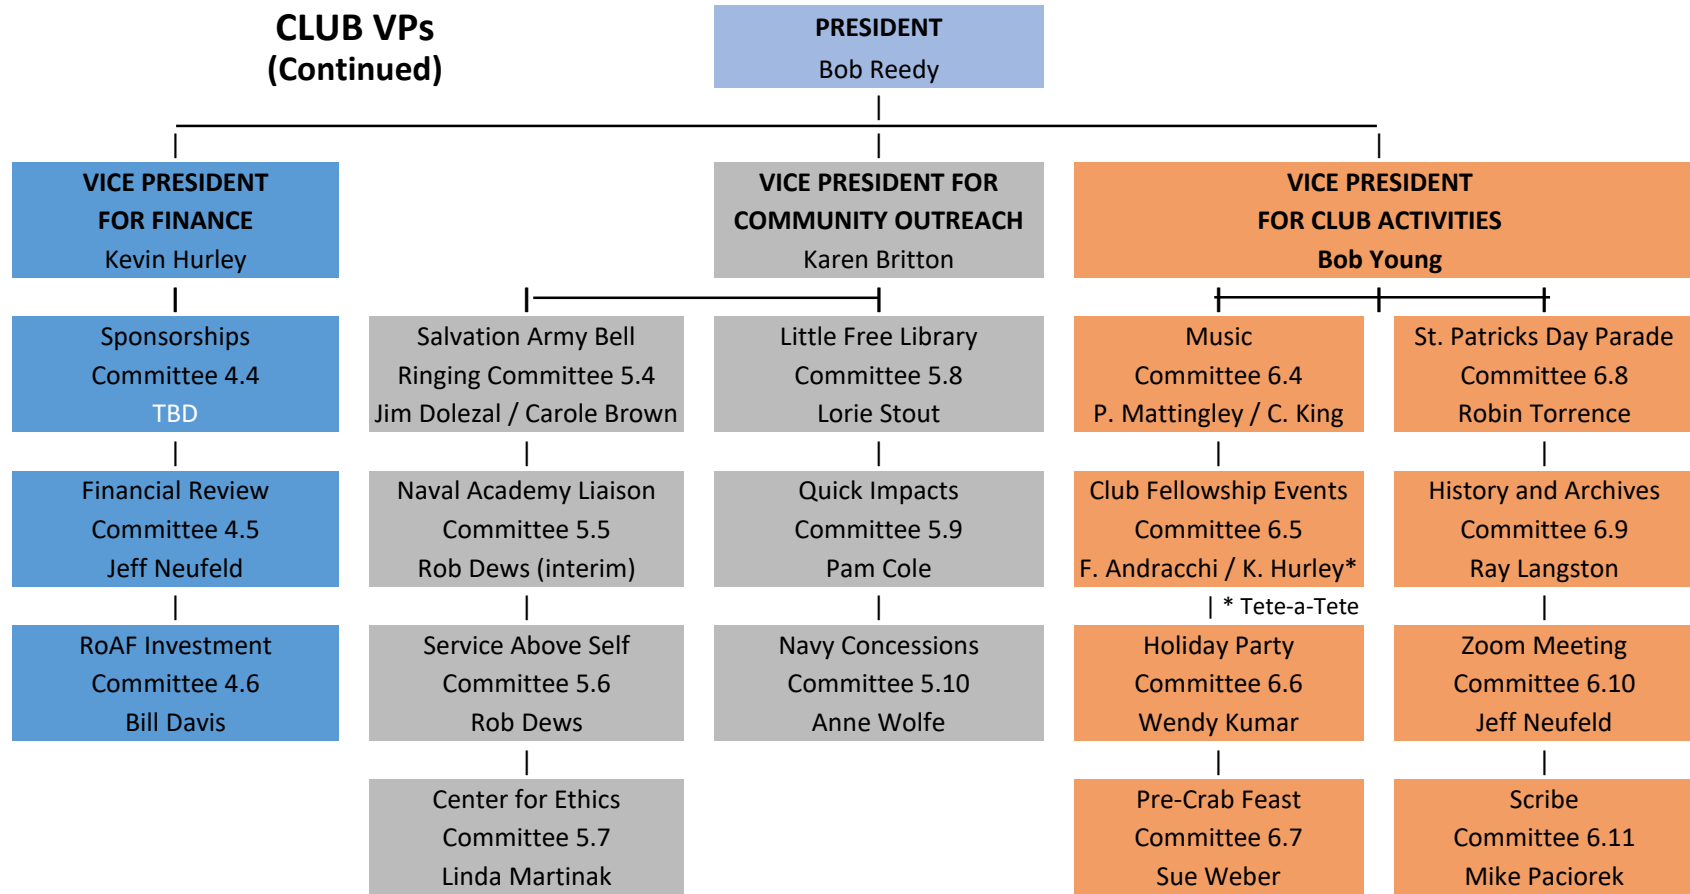 CLUB VPs
(Continued)
PRESIDENT
Bob Reedy
VICE PRESIDENT
FOR FINANCE
Kevin Hurley
VICE PRESIDENT FOR
COMMUNITY OUTREACH
Karen Britton
VICE PRESIDENT
FOR CLUB ACTIVITIES
Bob Young
Sponsorships
Committee 4.4
TBD
Salvation Army Bell
Ringing Committee 5.4
Jim Dolezal / Carole Brown
Little Free Library
Committee 5.8
Lorie Stout
Music
Committee 6.4
P. Mattingley / C. King
St. Patricks Day Parade
Committee 6.8
Robin Torrence
Financial Review
Committee 4.5
Jeff Neufeld
Naval Academy Liaison
Committee 5.5
Rob Dews (interim)
Quick Impacts
Committee 5.9
Pam Cole
Club Fellowship Events
Committee 6.5
F. Andracchi / K. Hurley*
* Tete-a-Tete
History and Archives
Committee 6.9
Ray Langston
RoAF Investment
Committee 4.6
Bill Davis
Service Above Self
Committee 5.6
Rob Dews
Navy Concessions
Committee 5.10
Anne Wolfe
Holiday Party
Committee 6.6
Wendy Kumar
Zoom Meeting
Committee 6.10
Jeff Neufeld
Center for Ethics
Committee 5.7
Linda Martinak
Pre-Crab Feast
Committee 6.7
Sue Weber
Scribe
Committee 6.11
Mike Paciorek